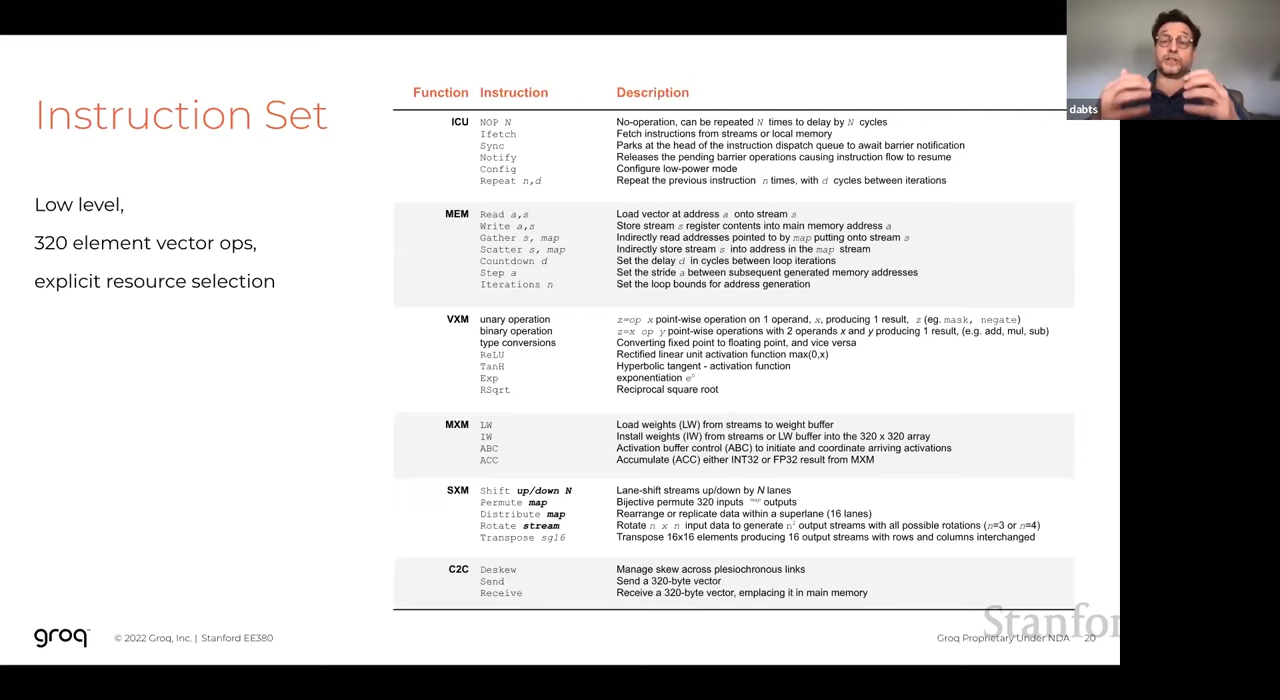 dabts
Instruction Set
Low level,
320 element vector ops,
explicit resource selection
Function Instruction Description
ICU NOP N No-operation, can be repeated N times to delay by N cycles
Ifetch Fetch instructions from streams or local memory
Sync Parks at the head of the instruction dispatch queue to await barrier notification
Notify Releases the pending barrier operations causing instruction flow to resume
Config Configure low-power mode
Repeat n,d Repeat the previous instruction n times, with d cycles between iterations
MEM Read a,s Load vector at address a onto stream s
Write a,s Store stream s register contents into main memory address a
Gather s, map Indirectly read addresses pointed to by map putting onto stream s
Scatter s, map Indirectly store stream s into address in the map stream
Countdown d Set the delay d in cycles between loop iterations
Step a Set the stride a between subsequent generated memory addresses
Iterations n Set the loop bounds for address generation
VXM unary operation z=op x point-wise operation on 1 operand, x, producing 1 result, z (eg. mask, negate)
binary operation z=x op y point-wise operations with 2 operands x and y producing 1 result, (e.g. add, mul, sub)
type conversions Converting fixed point to floating point, and vice versa
ReLU Rectified linear unit activation function max(0,x)
TanH Hyperbolic tangent - activation function
Exp exponentiation
RSqrt Reciprocal square root
MXM LW Load weights (LW) from streams to weight buffer
IW Install weights (IW) from streams or LW buffer into the 320 x 320 array
ABC Activation buffer control (ABC) to initiate and coordinate arriving activations
ACC Accumulate (ACC) either INT32 or FP32 result from MXM
SXM Shift up/down N Lane-shift streams up/down by N lanes
Permute map Bijective permute 320 inputs map outputs
Distribute map Rearrange or replicate data within a superlane (16 lanes)
Rotate stream Rotate n x n input data to generate n² output streams with all possible rotations (n=3 or n=4)
Transpose sg16 Transpose 16x16 elements producing 16 output streams with rows and columns interchanged
C2C Deskew Manage skew across plesiochronous links
Send Send a 320-byte vector
Receive Receive a 320-byte vector, emplacing it in main memory
groq™ © 2022 Groq, Inc. | Stanford EE380 Groq Proprietary Under NDA 20
Stanfor